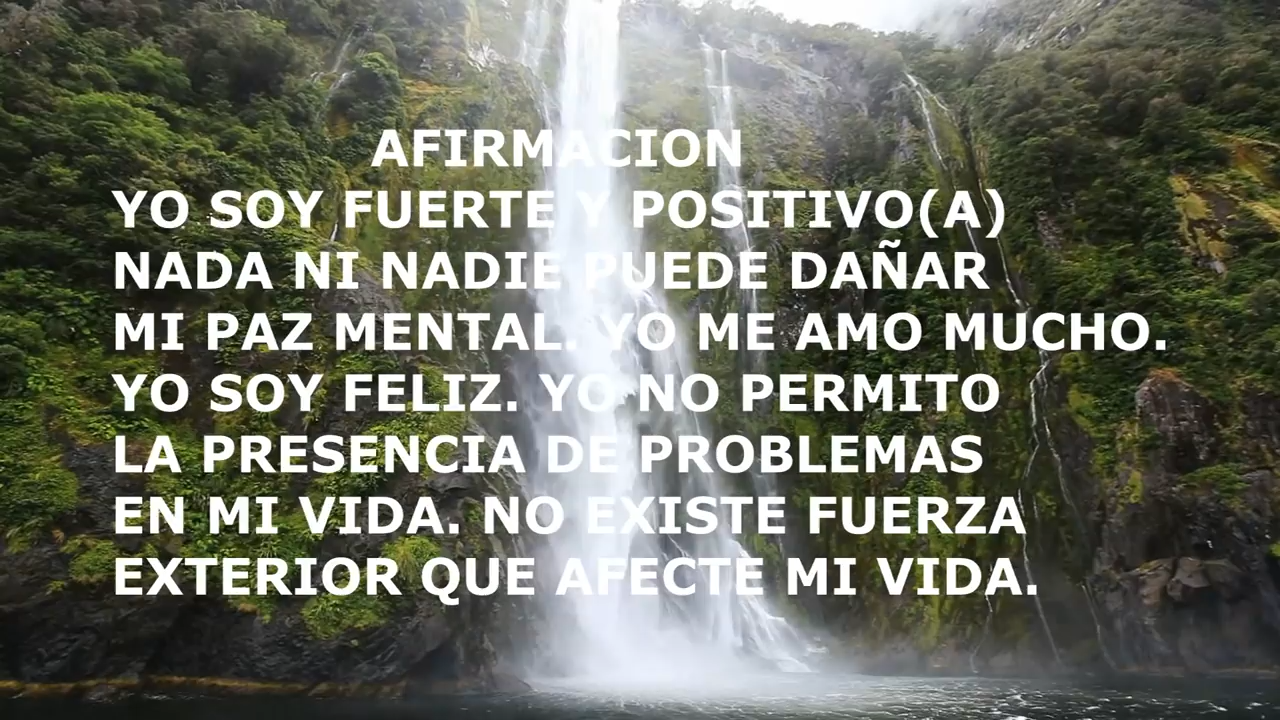 AFIRMACION
YO SOY FUERTE Y POSITIVO(A)
NADA NI NADIE PUEDE DAÑAR
MI PAZ MENTAL. YO ME AMO MUCHO.
YO SOY FELIZ. YO NO PERMITO
LA PRESENCIA DE PROBLEMAS
EN MI VIDA. NO EXISTE FUERZA
EXTERIOR QUE AFECTE MI VIDA.